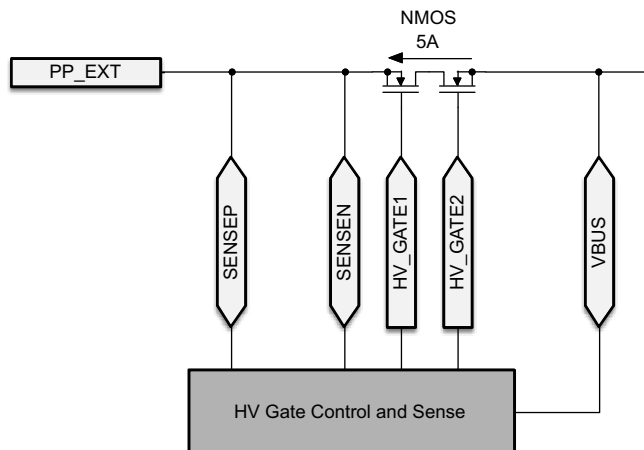 NMOS
5A
PP_EXT
SENSEP
SENSEN
HV_GATE1
HV_GATE2
VBUS
HV Gate Control and Sense